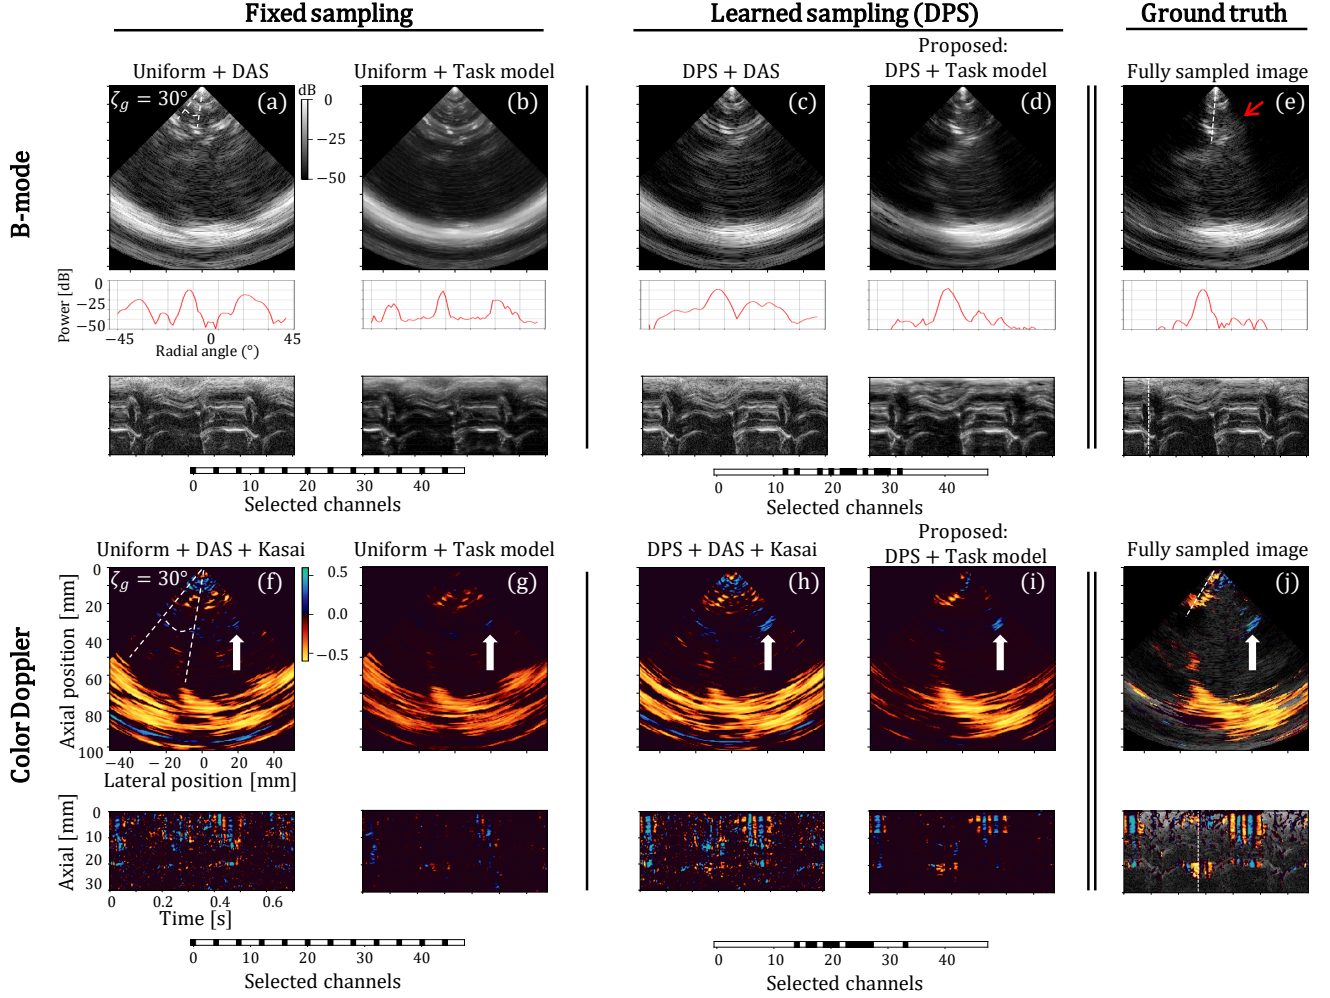 Fixed sampling
Learned sampling (DPS)
Ground truth
Uniform + DAS
Uniform + Task model
DPS + DAS
Proposed:
DPS + Task model
Fully sampled image
ζg = 30°
(a)
dB
0
−25
−50
(b)
(c)
(d)
(e)
B-mode
Power [dB]
0
−25
−50
−45
0
45
Radial angle (°)
0 10 20 30 40
Selected channels
0 10 20 30 40
Selected channels
Uniform + DAS + Kasai
Uniform + Task model
DPS + DAS + Kasai
Proposed:
DPS + Task model
Fully sampled image
ζg = 30°
(f)
0.5
0.0
−0.5
(g)
(h)
(i)
(j)
Color Doppler
Axial position [mm]
0
20
40
60
80
100
−40 −20 0 20 40
Lateral position [mm]
Axial [mm]
0
10
20
30
0 0.2 0.4 0.6
Time [s]
0 10 20 30 40
Selected channels
0 10 20 30 40
Selected channels